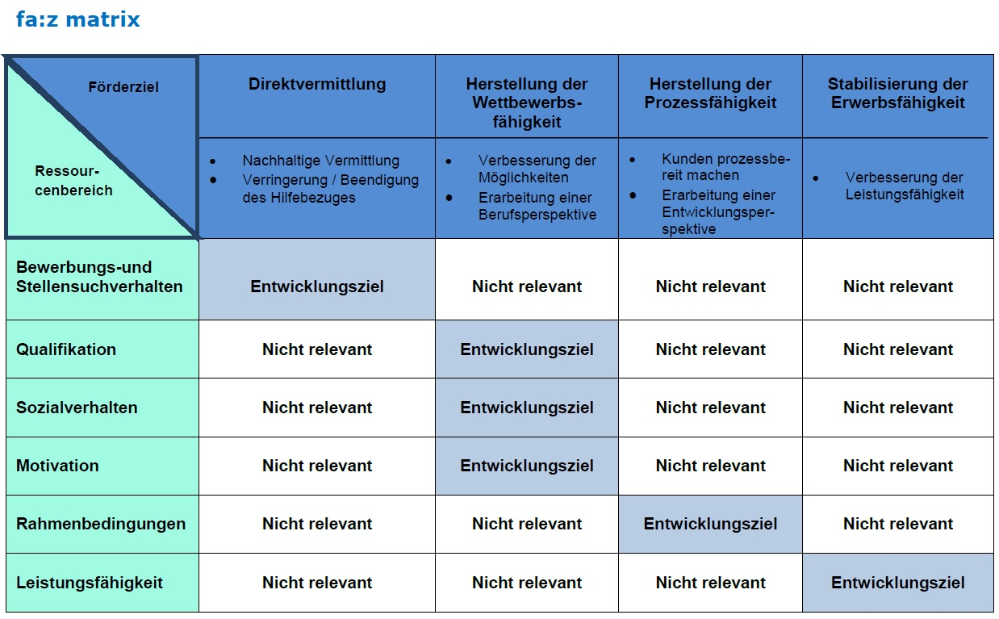 fa:z matrix
Förderziel
Ressour-
cenbereich
Direktvermittlung
Herstellung der
Wettbewerbs-
fähigkeit
Herstellung der
Prozessfähigkeit
Stabilisierung der
Erwerbsfähigkeit
• Nachhaltige Vermittlung
• Verringerung / Beendigung
des Hilfebezuges
• Verbesserung der
Möglichkeiten
• Erarbeitung einer
Berufsperspektive
• Kunden prozessbe-
reit machen
• Erarbeitung einer
Entwicklungsper-
spektive
• Verbesserung der
Leistungsfähigkeit
Bewerbungs-und
Stellensuchverhalten
Entwicklungsziel
Nicht relevant
Nicht relevant
Nicht relevant
Qualifikation
Nicht relevant
Entwicklungsziel
Nicht relevant
Nicht relevant
Sozialverhalten
Nicht relevant
Entwicklungsziel
Nicht relevant
Nicht relevant
Motivation
Nicht relevant
Entwicklungsziel
Nicht relevant
Nicht relevant
Rahmenbedingungen
Nicht relevant
Nicht relevant
Entwicklungsziel
Nicht relevant
Leistungsfähigkeit
Nicht relevant
Nicht relevant
Nicht relevant
Entwicklungsziel